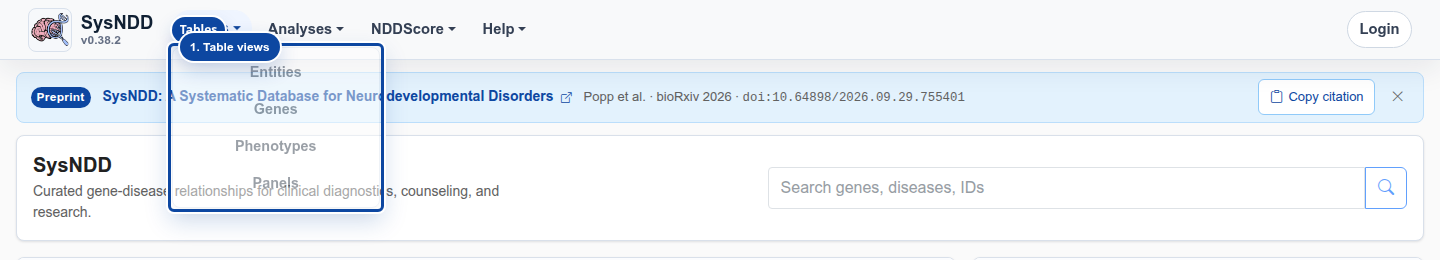 SysNDD
v0.38.2
Tables
Analyses
NDDScore
Help
Login
1. Table views
Entities
Genes
Phenotypes
Panels
Preprint
SysNDD: A Systematic Database for Neurodevelopmental Disorders
Popp et al. · bioRxiv 2026 · doi:10.64898/2026.09.29.755401
Copy citation
SysNDD
Curated gene-disease relationships for clinical diagnostics, counseling, and
research.
Search genes, diseases, IDs